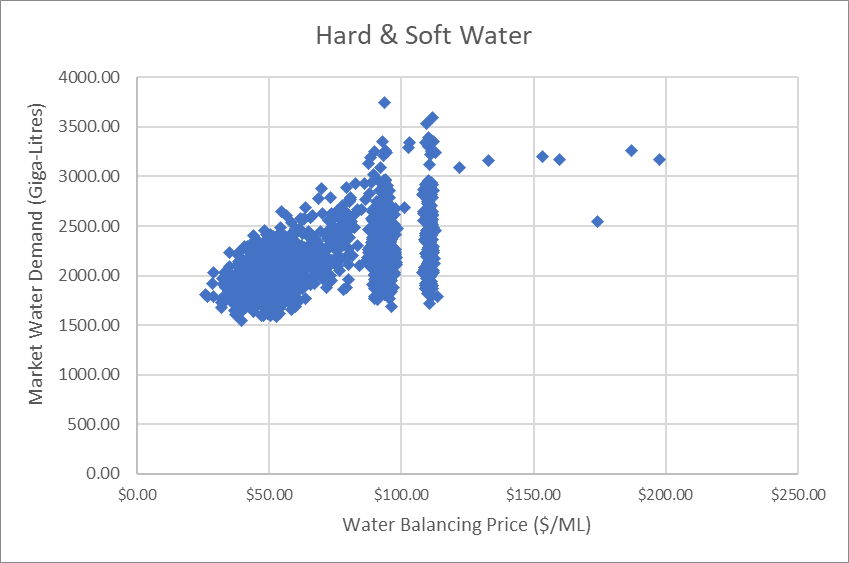 Hard & Soft Water
4000.00
3500.00
3000.00
2500.00
2000.00
1500.00
1000.00
500.00
0.00
Market Water Demand (Giga-Litres)
$0.00 $50.00 $100.00 $150.00 $200.00 $250.00
Water Balancing Price ($/ML)